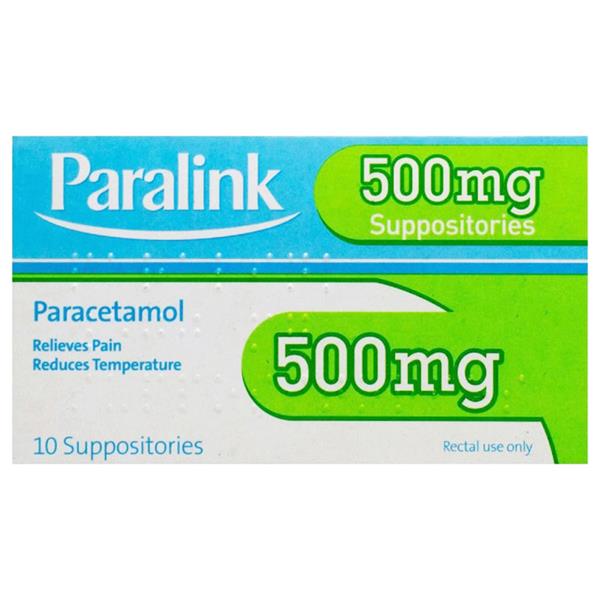 Paralink
500mg
Suppositories
Paracetamol
Relieves Pain
Reduces Temperature
500mg
10 Suppositories
Rectal use only